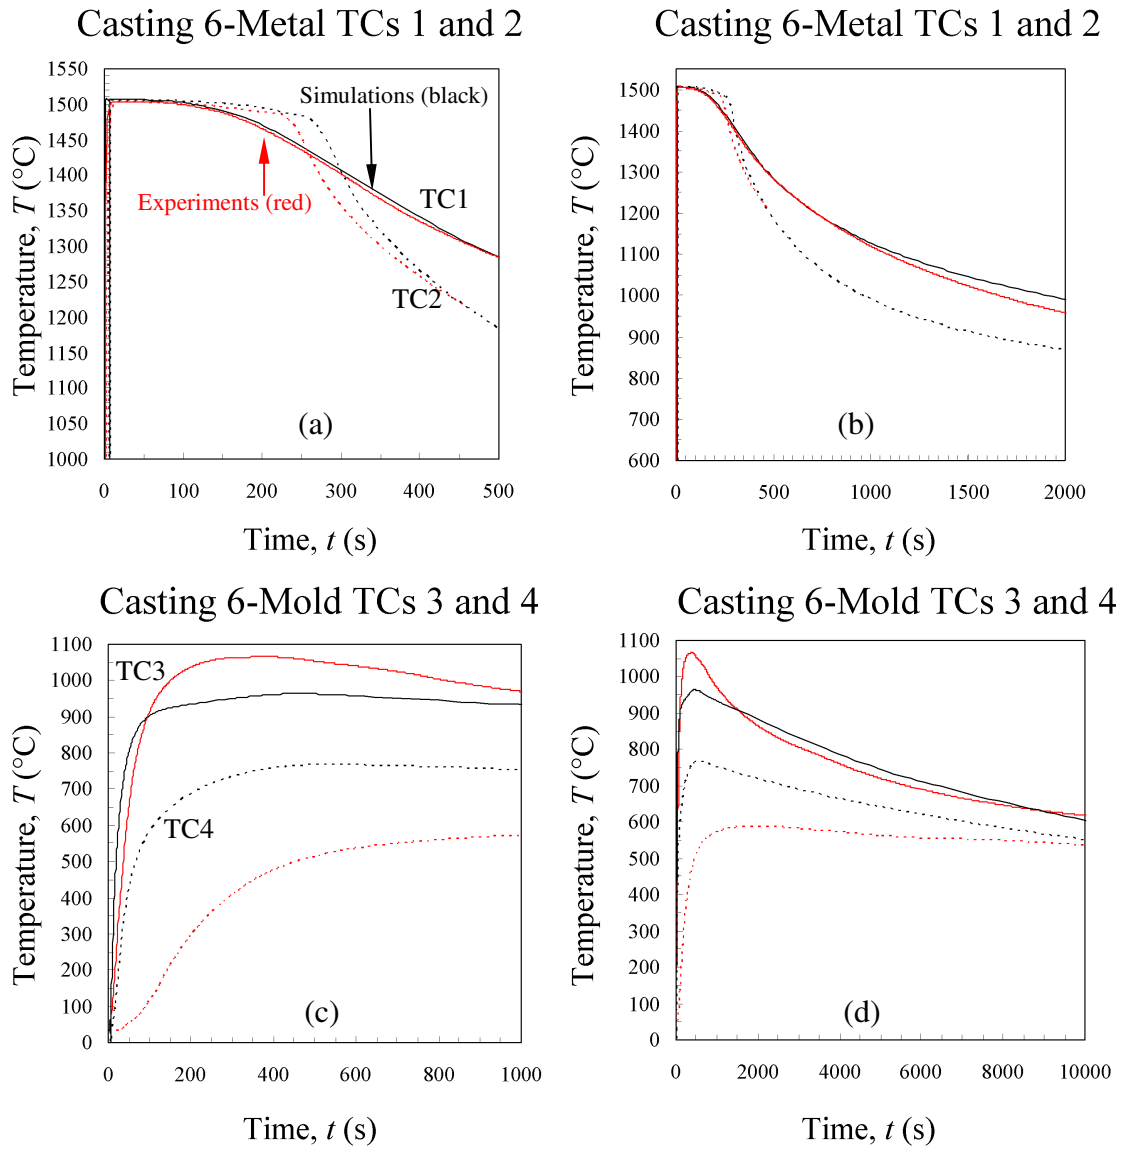 Casting 6-Metal TCs 1 and 2
Casting 6-Metal TCs 1 and 2
Temperature, T (°C)
1550
1500
1450
1400
1350
1300
1250
1200
1150
1100
1050
1000
Simulations (black)
Experiments (red)
TC1
TC2
(a)
0 100 200 300 400 500
Time, t (s)
Temperature, T (°C)
1500
1400
1300
1200
1100
1000
900
800
700
600
(b)
0 500 1000 1500 2000
Time, t (s)
Casting 6-Mold TCs 3 and 4
Casting 6-Mold TCs 3 and 4
Temperature, T (°C)
1100
1000
900
800
700
600
500
400
300
200
100
0
TC3
TC4
(c)
0 200 400 600 800 1000
Time, t (s)
Temperature, T (°C)
1100
1000
900
800
700
600
500
400
300
200
100
0
(d)
0 2000 4000 6000 8000 10000
Time, t (s)